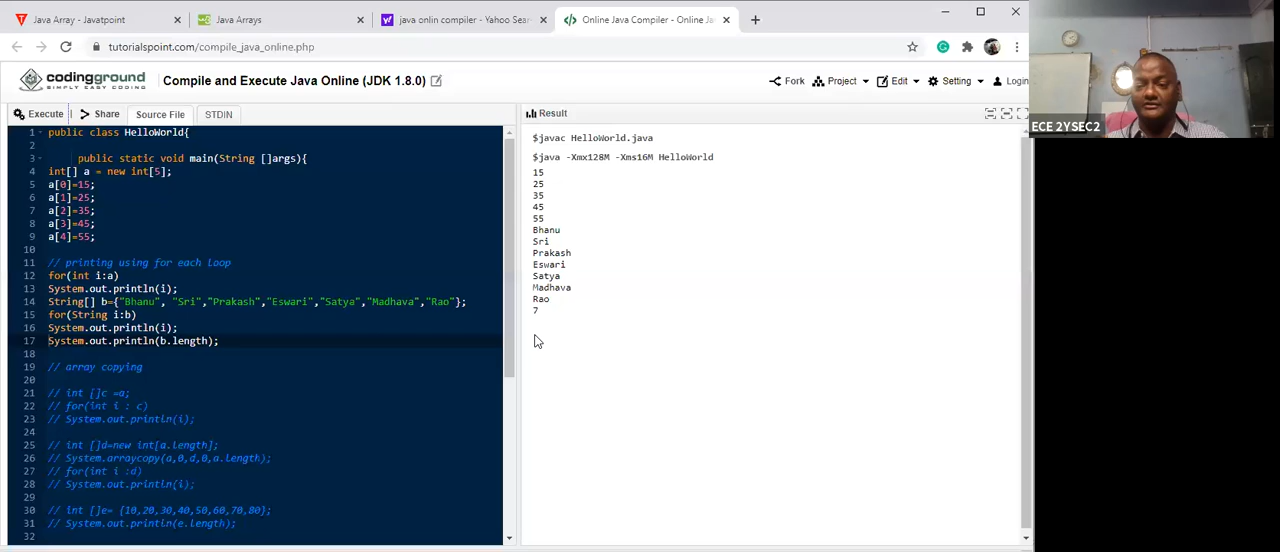 Java Array - Javatpoint
Java Arrays
java onlin compiler - Yahoo Sear
Online Java Compiler - Online Ja
tutorialspoint.com/compile_java_online.php
codingground
SIMPLY EASY CODING
Compile and Execute Java Online (JDK 1.8.0)
Fork
Project
Edit
Setting
Login
Execute
Share
Source File
STDIN
1 public class HelloWorld{
2
3 public static void main(String []args){
4 int[] a = new int[5];
5 a[0]=15;
6 a[1]=25;
7 a[2]=35;
8 a[3]=45;
9 a[4]=55;
10
11 // printing using for each Loop
12 for(int i:a)
13 System.out.println(i);
14 String[] b={"Bhanu", "Sri","Prakash","Eswari","Satya","Madhava","Rao"};
15 for(String i:b)
16 System.out.println(i);
17 System.out.println(b.length);
18
19 // array copying
20
21 // int []c =a;
22 // for(int i : c)
23 // System.out.println(i);
24
25 // int []d=new int[a.length];
26 // System.arraycopy(a,0,d,0,a.length);
27 // for(int i :d)
28 // System.out.println(i);
29
30 // int []e= {10,20,30,40,50,60,70,80};
31 // System.out.println(e.length);
32
Result
$javac HelloWorld.java
$java -Xmx128M -Xms16M HelloWorld
15
25
35
45
55
Bhanu
Sri
Prakash
Eswari
Satya
Madhava
Rao
7
ECE 2YSEC2